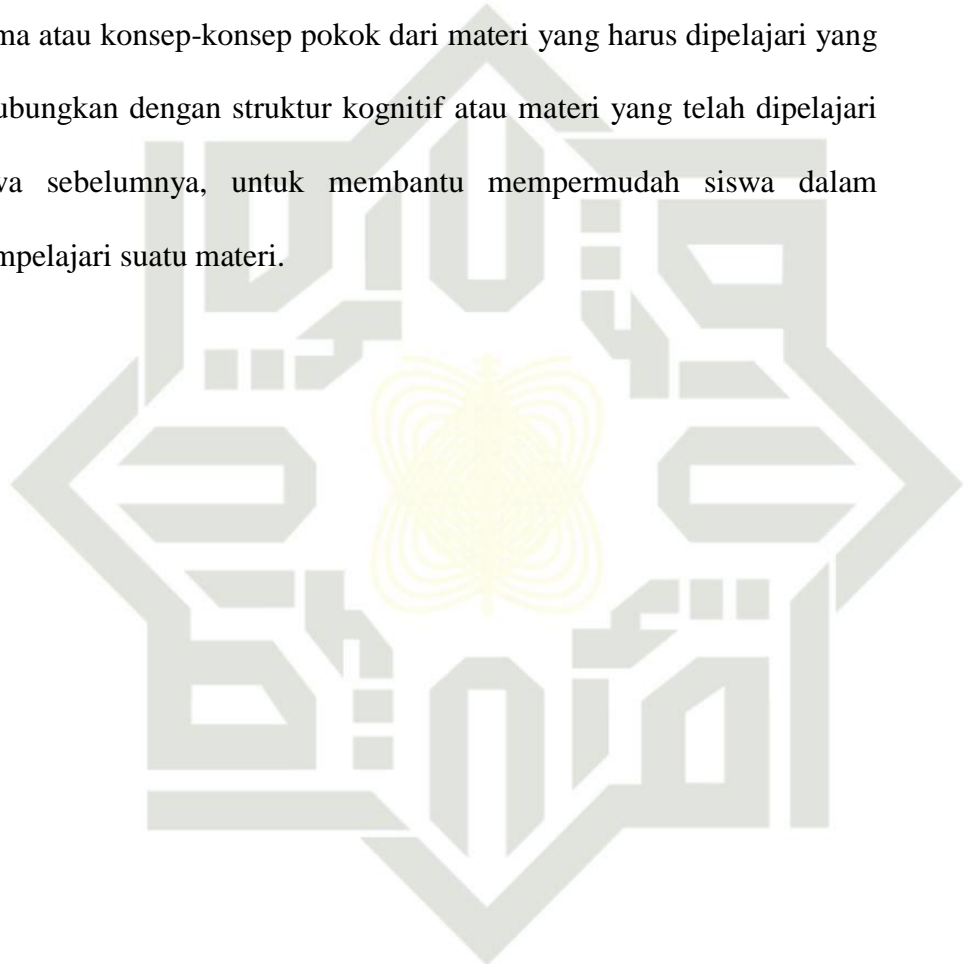 ma atau konsep-konsep pokok dari materi yang harus dipelajari yang
ubungkan dengan struktur kognitif atau materi yang telah dipelajari
va sebelumnya, untuk membantu mempermudah siswa dalam
mpelajari suatu materi.